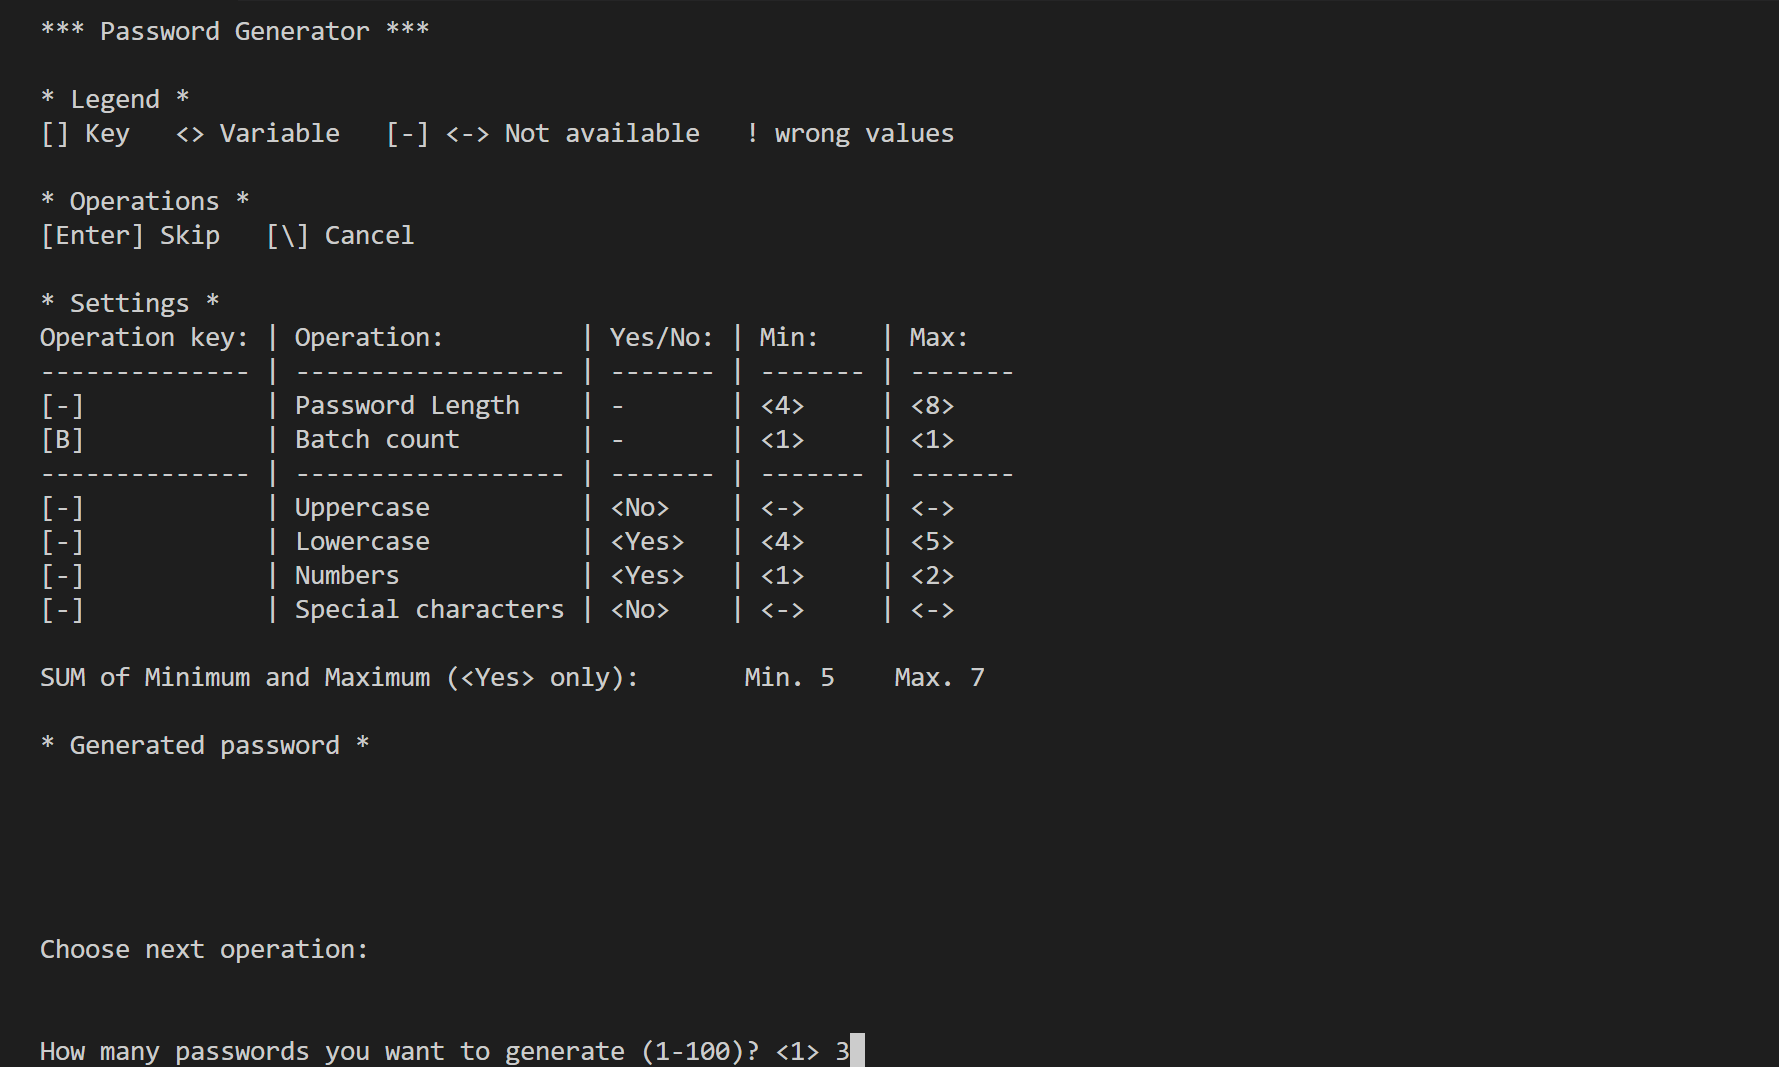 *** Password Generator ***
* Legend *
[] Key   <> Variable   [-] <-> Not available   ! wrong values
* Operations *
[Enter] Skip   [\] Cancel
* Settings *
Operation key: | Operation:         | Yes/No: | Min:    | Max:
-------------- | ------------------ | ------- | ------- | -------
[-]            | Password Length    | -       | <4>     | <8>
[B]            | Batch count        | -       | <1>     | <1>
-------------- | ------------------ | ------- | ------- | -------
[-]            | Uppercase          | <No>    | <->     | <->
[-]            | Lowercase          | <Yes>   | <4>     | <5>
[-]            | Numbers            | <Yes>   | <1>     | <2>
[-]            | Special characters | <No>    | <->     | <->
SUM of Minimum and Maximum (<Yes> only):       Min. 5    Max. 7
* Generated password *
Choose next operation:
How many passwords you want to generate (1-100)? <1> 3